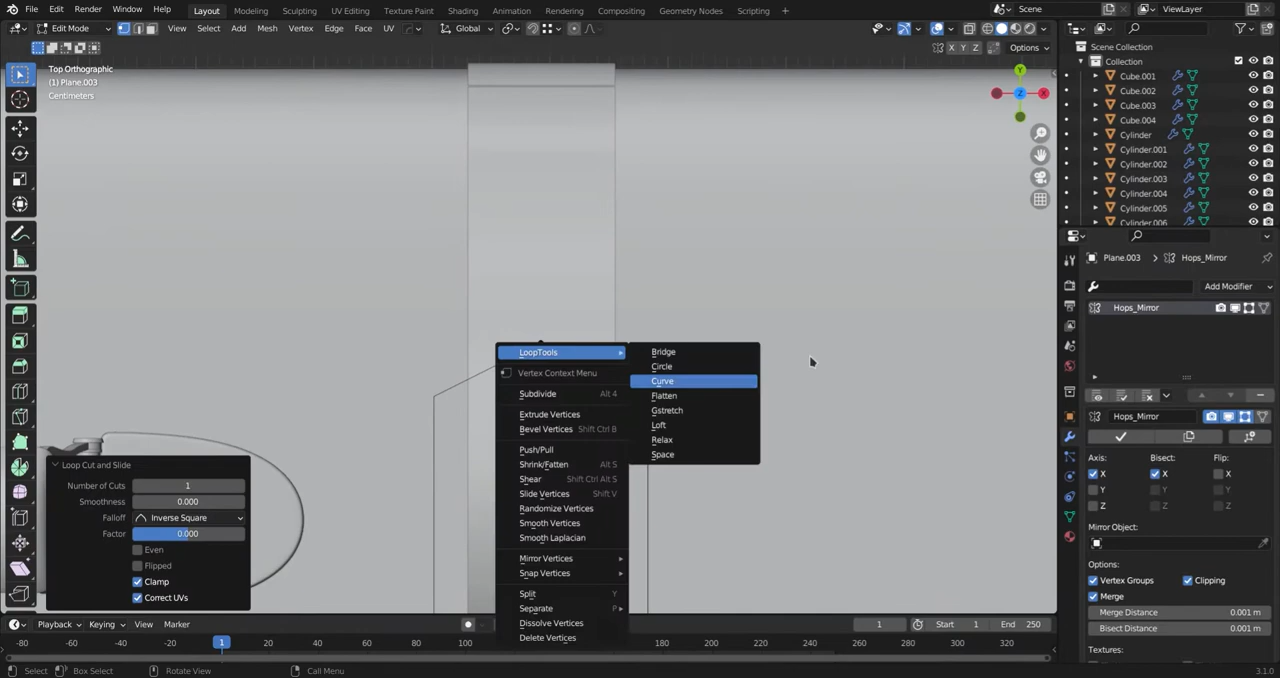 File Edit Render Window Help Layout Modeling Sculpting UV Editing Texture Paint Shading Animation Rendering Compositing Geometry Nodes Scripting Scene ViewLayer
Edit Mode View Select Add Mesh Vertex Edge Face UV Global
X Y Z Options
Top Orthographic
(1) Plane.003
Centimeters
Y
Z
X
Scene Collection
Collection
Cube.001
Cube.002
Cube.003
Cube.004
Cylinder
Cylinder.001
Cylinder.002
Cylinder.003
Cylinder.004
Cylinder.005
Cylinder.006
Plane.003 > Hops_Mirror
Add Modifier
Hops_Mirror
Hops_Mirror
Axis: Bisect: Flip:
X X X
Y Y Y
Z Z Z
Mirror Object:
Options:
Vertex Groups Clipping
Merge
Merge Distance 0.001 m
Bisect Distance 0.001 m
Textures:
LoopTools
Vertex Context Menu
Subdivide Alt 4
Extrude Vertices
Bevel Vertices Shift Ctrl B
Push/Pull
Shrink/Fatten Alt S
Shear Shift Ctrl Alt S
Slide Vertices Shift V
Randomize Vertices
Smooth Vertices
Smooth Laplacian
Mirror Vertices
Snap Vertices
Split Y
Separate P
Dissolve Vertices
Delete Vertices
Bridge
Circle
Curve
Flatten
Gstretch
Loft
Relax
Space
Loop Cut and Slide
Number of Cuts 1
Smoothness 0.000
Falloff Inverse Square
Factor 0.000
Even
Flipped
Clamp
Correct UVs
Playback Keying View Marker 1 Start 1 End 250
-80 -60 -40 -20 1 20 40 60 80 100 120 140 160 180 200 220 240 260 280 300 320
Select Box Select Rotate View Call Menu 3.1.0